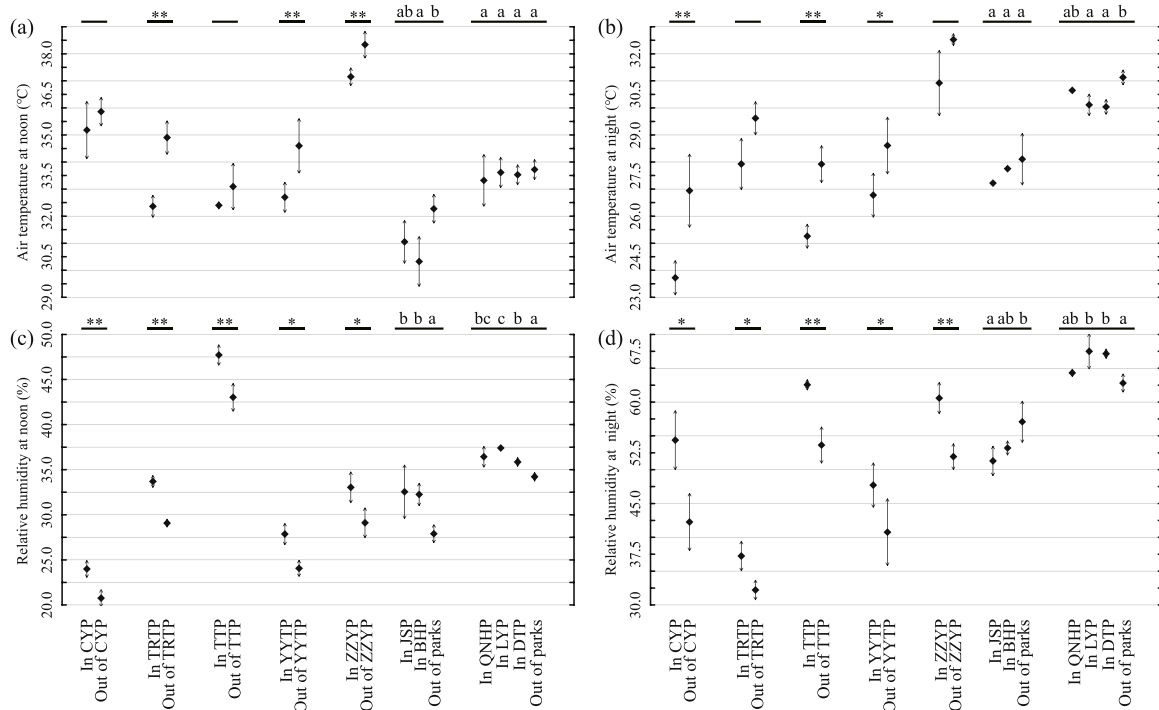 (a)
** ** ** ab a b a a a a
Air temperature at noon (°C)
38.0
36.5
35.0
33.5
32.0
30.5
29.0
(b)
** ** * a a a ab a a b
Air temperature at night (°C)
32.0
30.5
29.0
27.5
26.0
24.5
23.0
(c)
** ** ** * * b b a bc c b a
Relative humidity at noon (%)
50.0
45.0
40.0
35.0
30.0
25.0
20.0
In CYP
Out of CYP
In TRTP
Out of TRTP
In TTP
Out of TTP
In YYTP
Out of YYTP
In ZZYP
Out of ZZYP
In JSP
In BHP
Out of parks
In QNHP
In LYP
In DTP
Out of parks
(d)
* * ** * ** a ab b ab b b a
Relative humidity at night (%)
67.5
60.0
52.5
45.0
37.5
30.0
In CYP
Out of CYP
In TRTP
Out of TRTP
In TTP
Out of TTP
In YYTP
Out of YYTP
In ZZYP
Out of ZZYP
In JSP
In BHP
Out of parks
In QNHP
In LYP
In DTP
Out of parks